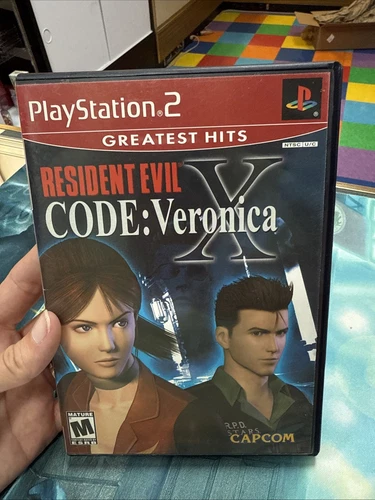 PlayStation®2
GREATEST HITS
NTSC U/C
RESIDENT EVIL
CODE: Veronica X
R.P.D.
S.T.A.R.S.
CAPCOM
MATURE
M
ESRB